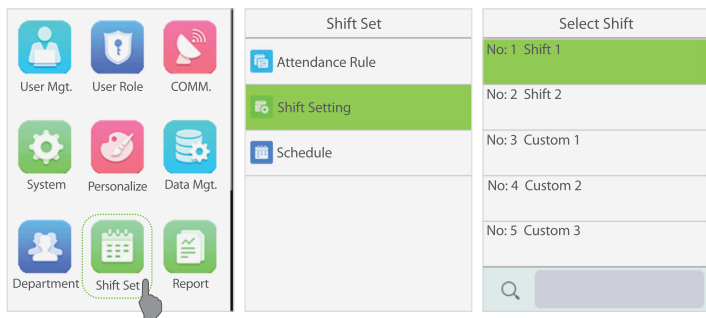 User Mgt.
User Role
COMM.
System
Personalize
Data Mgt.
Department
Shift Set
Report
Shift Set
Attendance Rule
Shift Setting
Schedule
Select Shift
No: 1 Shift 1
No: 2 Shift 2
No: 3 Custom 1
No: 4 Custom 2
No: 5 Custom 3